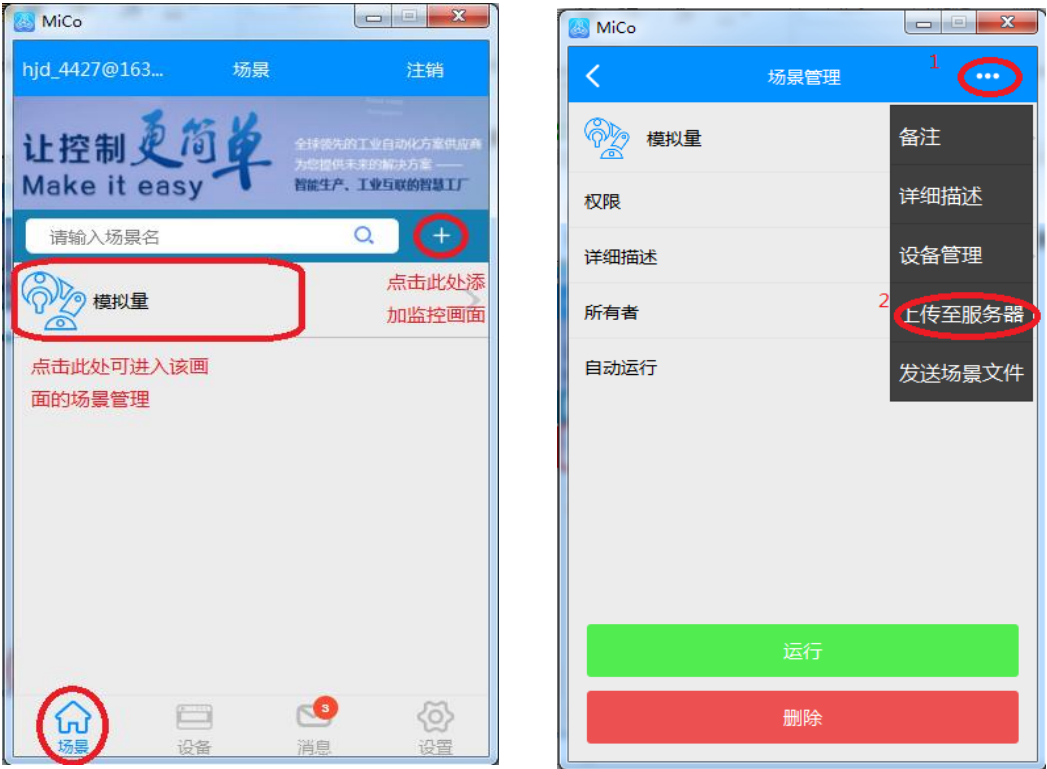 MiCo
hjd_4427@163...
场景
注销
让控制更简单
Make it easy
全球领先的工业自动化方案供应商
为您提供未来的解决方案 ——
智能生产、工业互联的智慧工厂
请输入场景名
模拟量
点击此处添
加监控画面
点击此处可进入该画
面的场景管理
3
场景
设备
消息
设置
MiCo
场景管理
1
模拟量
备注
权限
详细描述
详细描述
设备管理
所有者
2
上传至服务器
自动运行
发送场景文件
运行
删除